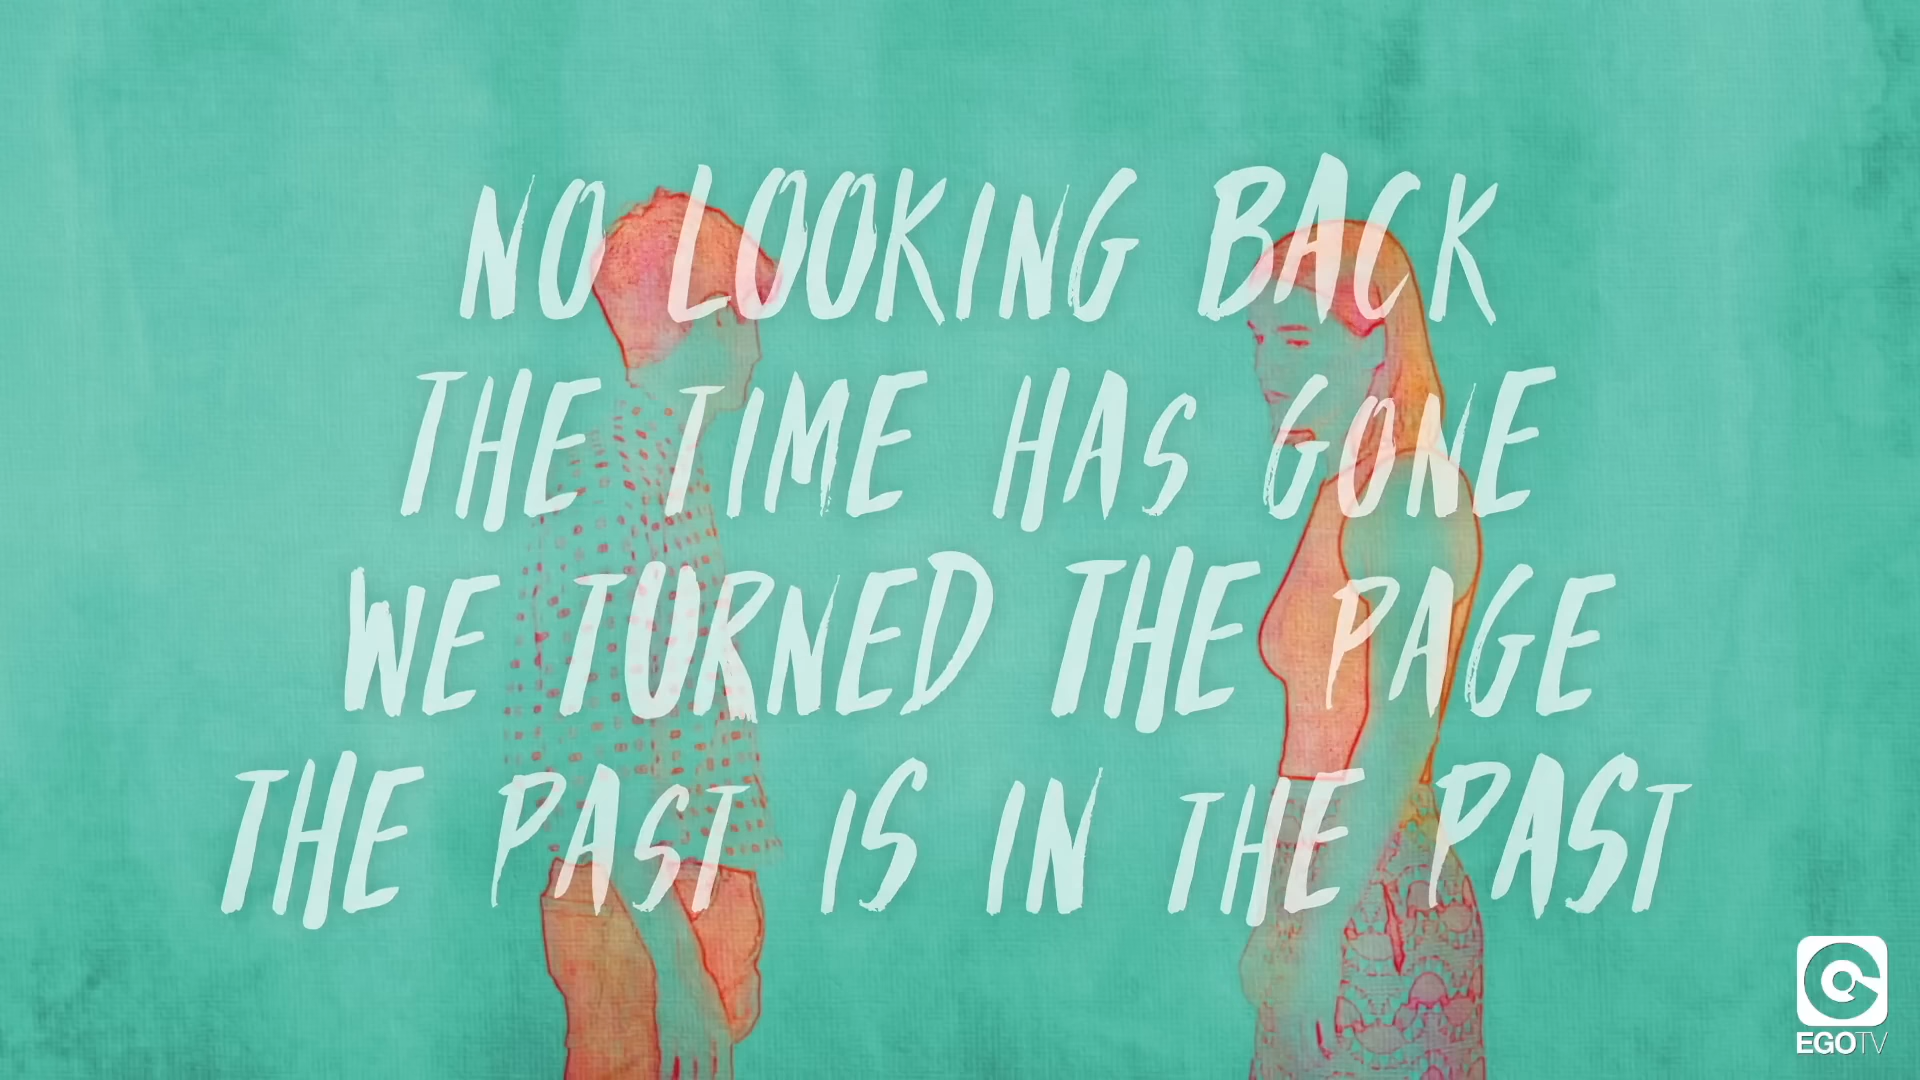 NO LOOKING BACK
THE TIME HAS GONE
WE TURNED THE PAGE
THE PAST IS IN THE PAST
EGOTV